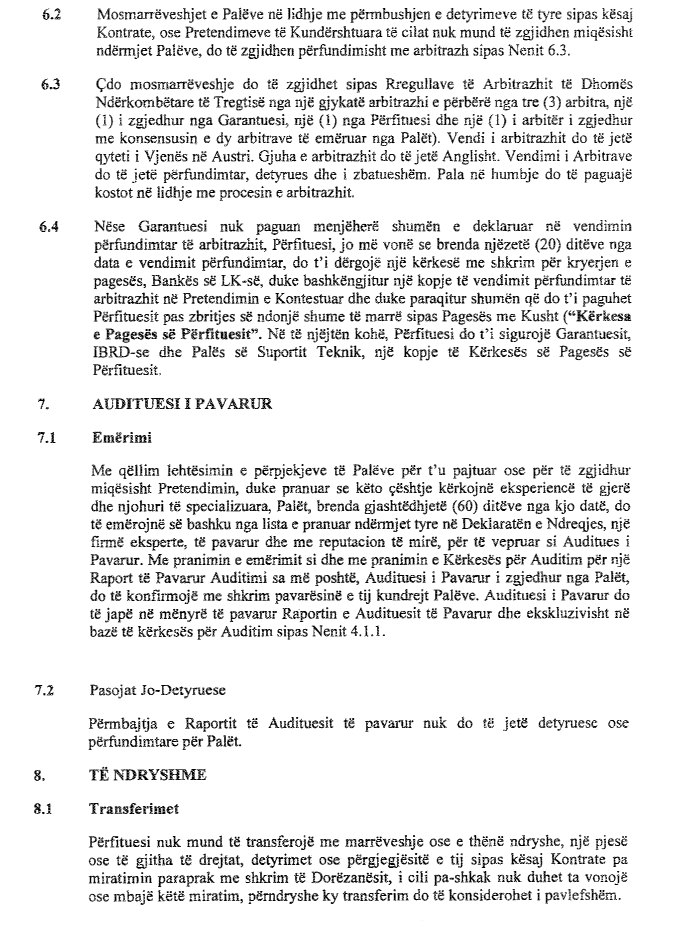 6.2 Mosmarrëveshjet e Palëve në lidhje me përmbushjen e detyrimeve të tyre sipas kësaj
Kontrate, ose Pretendimeve të Kundërshtuara të cilat nuk mund të zgjidhen miqësisht
ndërmjet Palëve, do të zgjidhen përfundimisht me arbitrazh sipas Nenit 6.3.
6.3 Çdo mosmarrëveshje do të zgjidhet sipas Rregullave të Arbitrazhit të Dhomës
Ndërkombëtare të Tregtisë nga një gjykatë arbitrazhi e përbërë nga tre (3) arbitra, një
(1) i zgjedhur nga Garantuesi, një (1) nga Përfituesi dhe një (1) i arbitër i zgjedhur
me konsensusin e dy arbitrave të emëruar nga Palët). Vendi i arbitrazhit do të jetë
qyteti i Vjenës në Austri. Gjuha e arbitrazhit do të jetë Anglisht. Vendimi i Arbitrave
do të jetë përfundimtar, detyrues dhe i zbatueshëm. Pala në humbje do të paguajë
kostot në lidhje me procesin e arbitrazhit.
6.4 Nëse Garantuesi nuk paguan menjëherë shumën e deklaruar në vendimin
përfundimtar të arbitrazhit, Përfituesi, jo më vonë se brenda njëzetë (20) ditëve nga
data e vendimit përfundimtar, do t’i dërgojë një kërkesë me shkrim për kryerjen e
pagesës, Bankës së LK-së, duke bashkëngjitur një kopje të vendimit përfundimtar të
arbitrazhit në Pretendimin e Kontestuar dhe duke paraqitur shumën që do t’i paguhet
Përfituesit pas zbritjes së ndonjë shume të marrë sipas Pagesës me Kusht (“Kërkesa
e Pagesës së Përfituesit”. Në të njëjtën kohë, Përfituesi do t’i sigurojë Garantuesit,
IBRD-se dhe Palës së Suportit Teknik, një kopje të Kërkesës së Pagesës së
Përfituesit.
7. AUDITUESI I PAVARUR
7.1 Emërimi
Me qëllim lehtësimin e përpjekjeve të Palëve për t’u pajtuar ose për të zgjidhur
miqësisht Pretendimin, duke pranuar se këto çështje kërkojnë eksperiencë të gjerë
dhe njohuri të specializuara, Palët, brenda gjashtëdhjetë (60) ditëve nga kjo datë, do
të emërojnë së bashku nga lista e pranuar ndërmjet tyre në Deklaratën e Ndreqjes, një
firmë eksperte, të pavarur dhe me reputacion të mirë, për të vepruar si Auditues i
Pavarur. Me pranimin e emërimit si dhe me pranimin e Kërkesës për Auditim për një
Raport të Pavarur Auditimi sa më poshtë, Audituesi i Pavarur i zgjedhur nga Palët,
do të konfirmojë me shkrim pavarësinë e tij kundrejt Palëve. Audituesi i Pavarur do
të japë në mënyrë të pavarur Raportin e Audituesit të Pavarur dhe ekskluzivisht në
bazë të kërkesës për Auditim sipas Nenit 4.1.1.
7.2 Pasojat Jo-Detyruese
Përmbajtja e Raportit të Audituesit të pavarur nuk do të jetë detyruese ose
përfundimtare për Palët.
8. TË NDRYSHME
8.1 Transferimet
Përfituesi nuk mund të transferojë me marrëveshje ose e thënë ndryshe, një pjesë
ose të gjitha të drejtat, detyrimet ose përgjegjësitë e tij sipas kësaj Kontrate pa
miratimin paraprak me shkrim të Dorëzanësit, i cili pa-shkak nuk duhet ta vonojë
ose mbajë këtë miratim, përndryshe ky transferim do të konsiderohet i pavlefshëm.